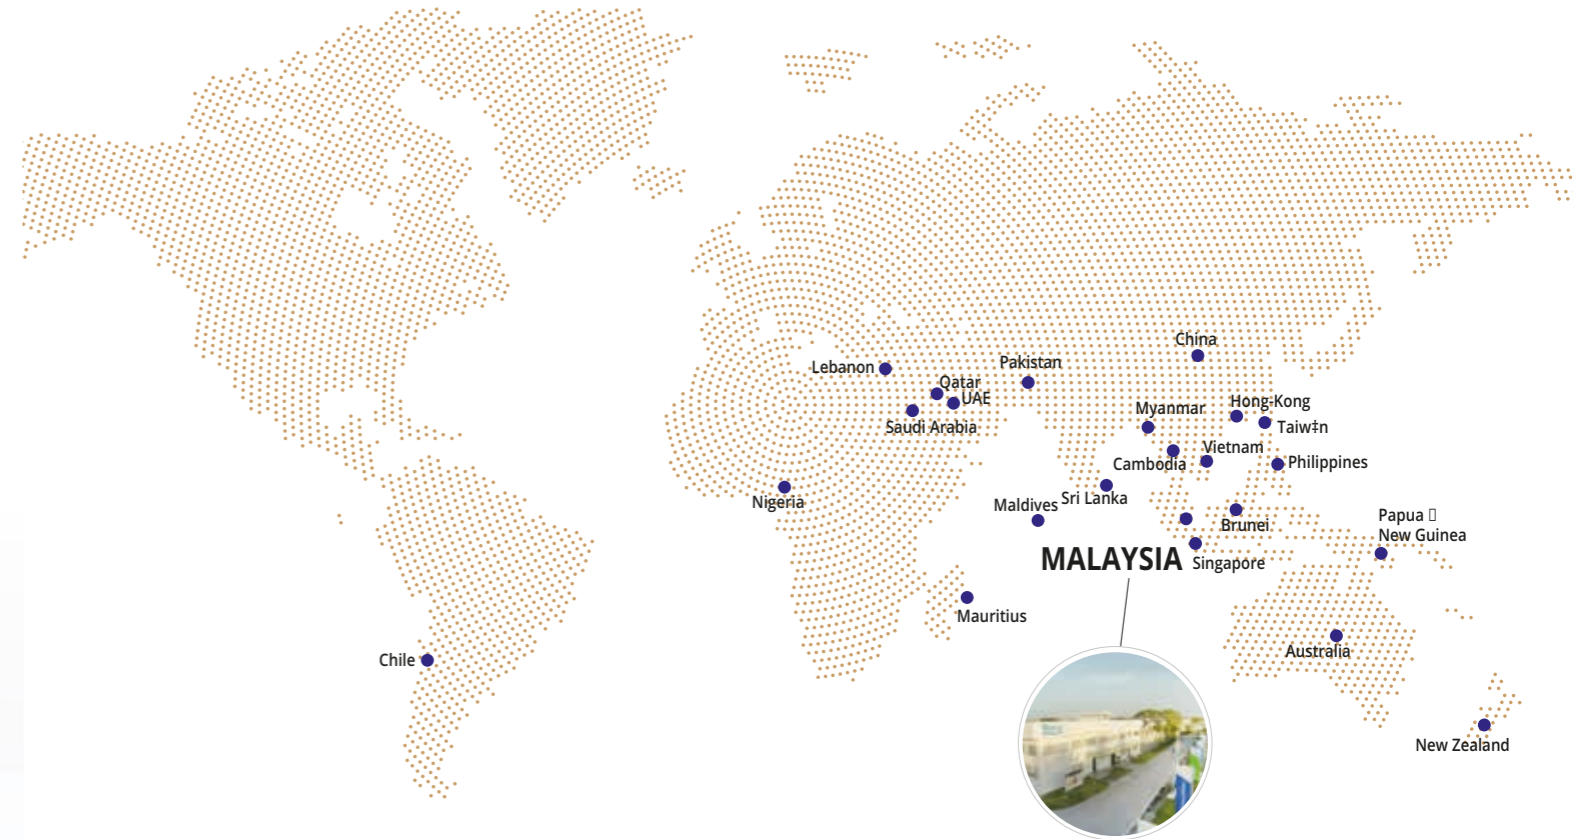 China
Pakistan
Lebanon
Qatar
UAE
Hong-Kong
Myanmar
Saudi Arabia
Taiw‡n
Vietnam
Cambodia
Philippines
Sri Lanka
Nigeria
Maldives
Papua
New Guinea
Brunei
MALAYSIA
Singapore
Mauritius
Australia
Chile
New Zealand